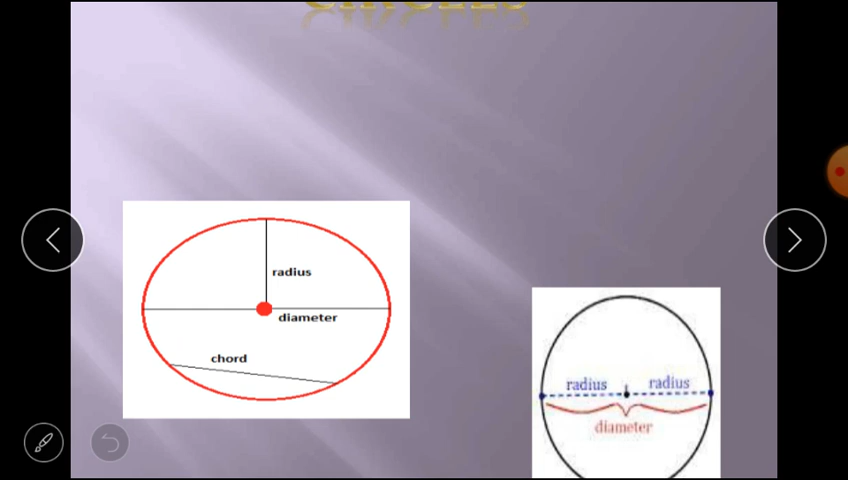 radius
diameter
chord
radius radius
diameter